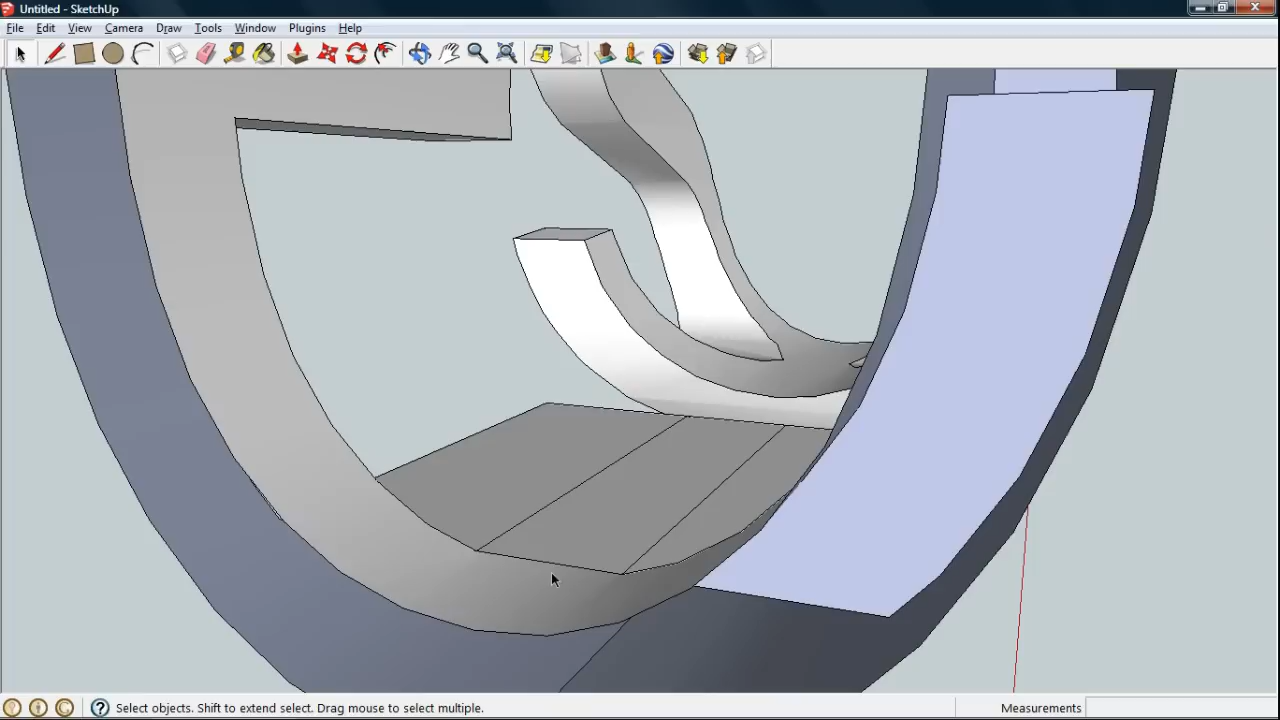 Untitled - SketchUp
File Edit View Camera Draw Tools Window Plugins Help
Select objects. Shift to extend select. Drag mouse to select multiple.
Measurements